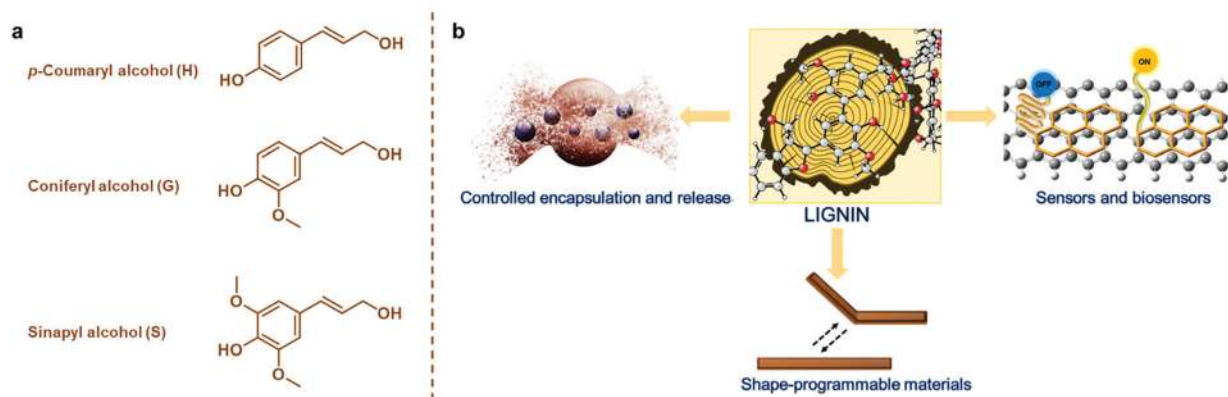 a
p-Coumaryl alcohol (H)
OH
HO
Coniferyl alcohol (G)
OH
HO
O
Sinapyl alcohol (S)
O
OH
HO
O
b
OFF
ON
Controlled encapsulation and release
LIGNIN
Sensors and biosensors
Shape-programmable materials